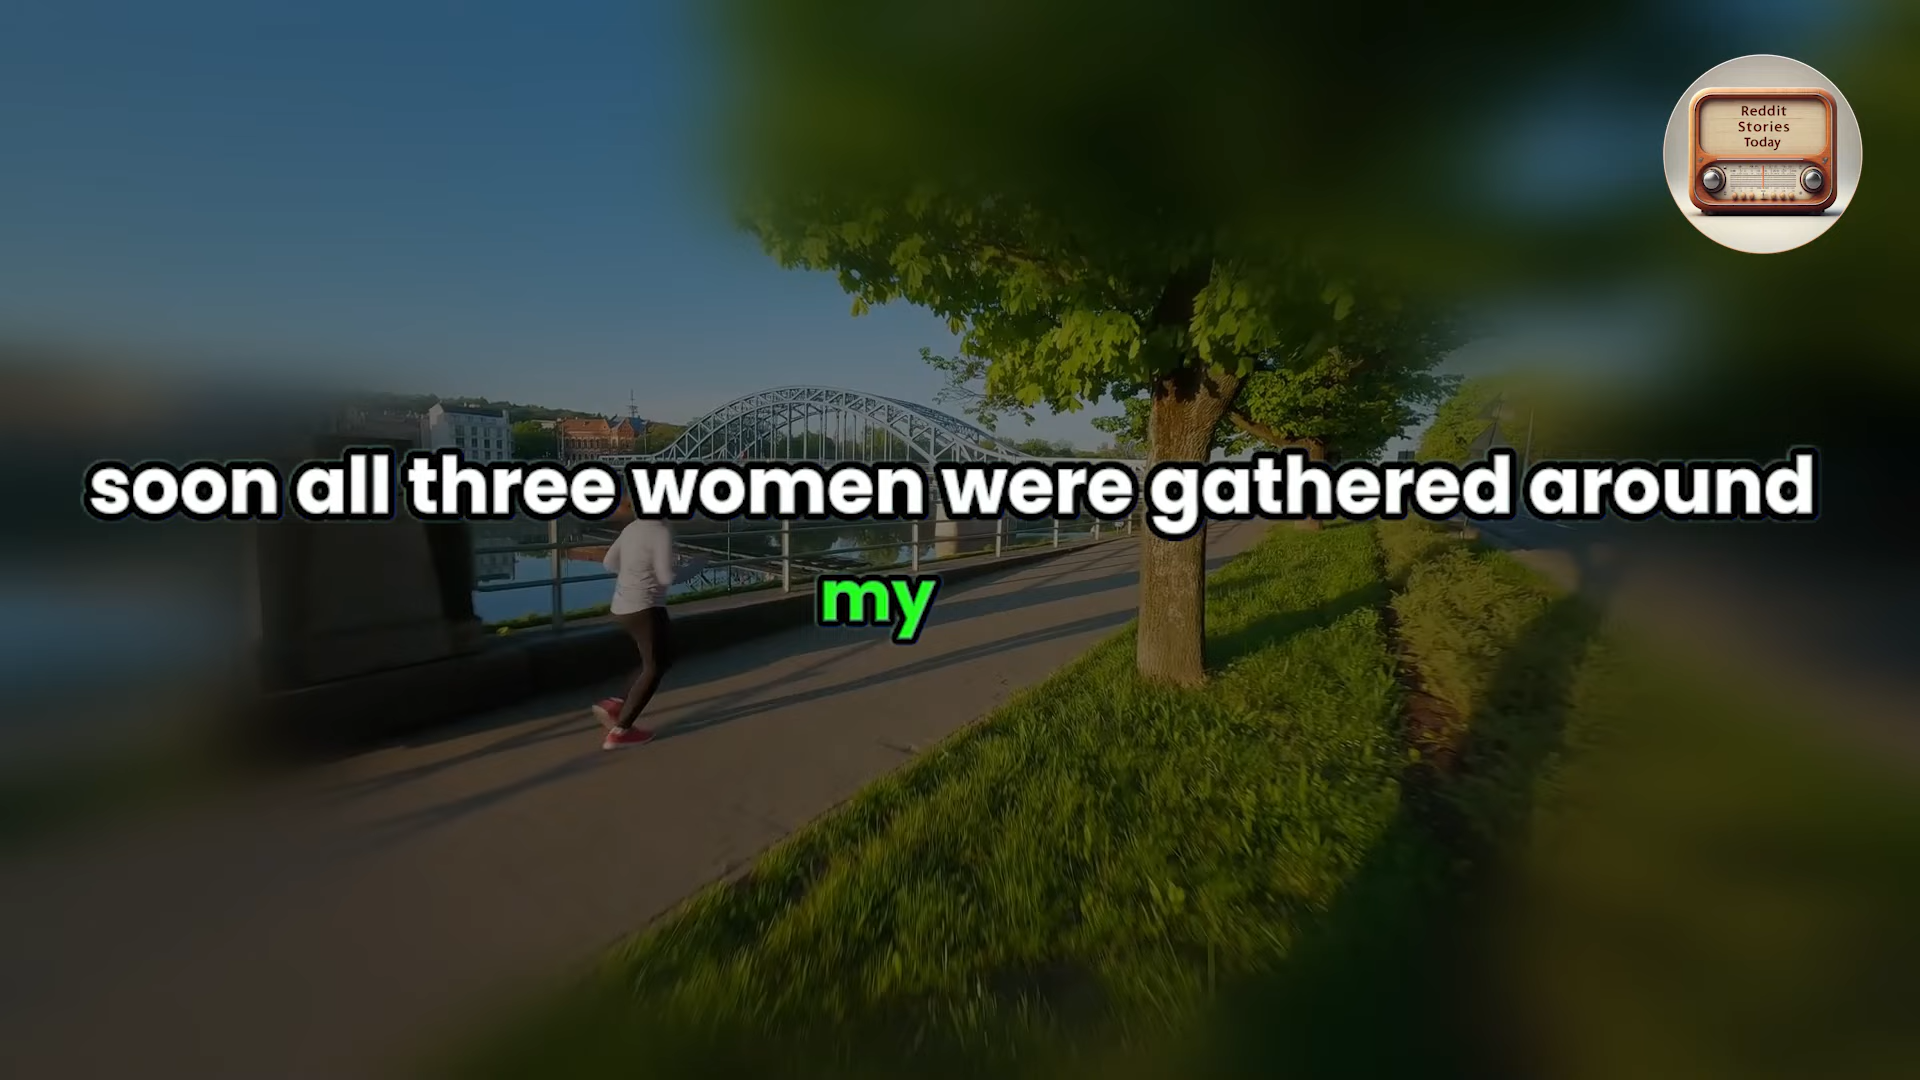 Reddit
Stories
Today
soon all three women were gathered around
my